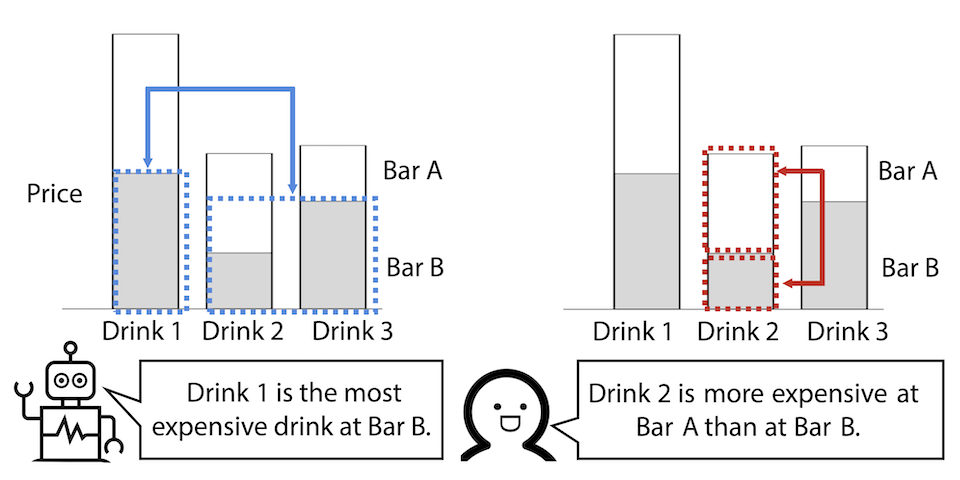 Price
Bar A
Bar B
Drink 1
Drink 2
Drink 3
Drink 1 is the most
expensive drink at Bar B.
Bar A
Bar B
Drink 1
Drink 2
Drink 3
Drink 2 is more expensive at
Bar A than at Bar B.